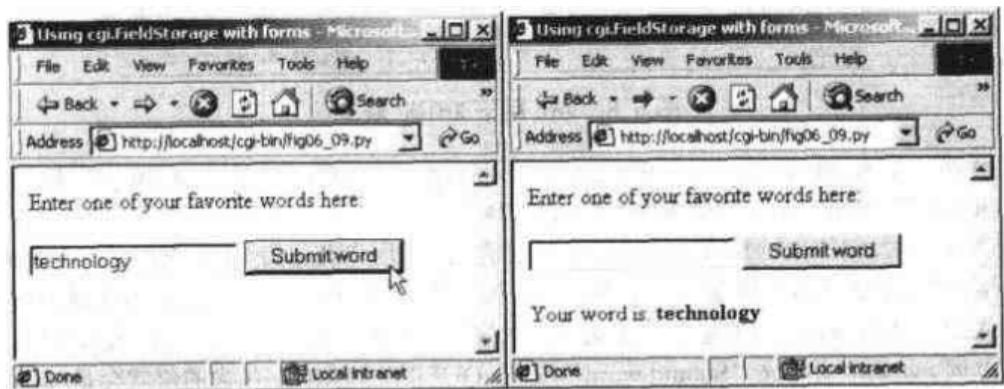 Using cgi.FieldStorage with forms - Microsoft...
File Edit View Favorites Tools Help
Back Search »
Address http://localhost/cgi-bin/fig06_09.py Go
Enter one of your favorite words here:
technology Submit word
Done Local intranet
Using cgi.FieldStorage with forms - Microsoft...
File Edit View Favorites Tools Help
Back Search »
Address http://localhost/cgi-bin/fig06_09.py Go
Enter one of your favorite words here:
Submit word
Your word is: technology
Done Local intranet